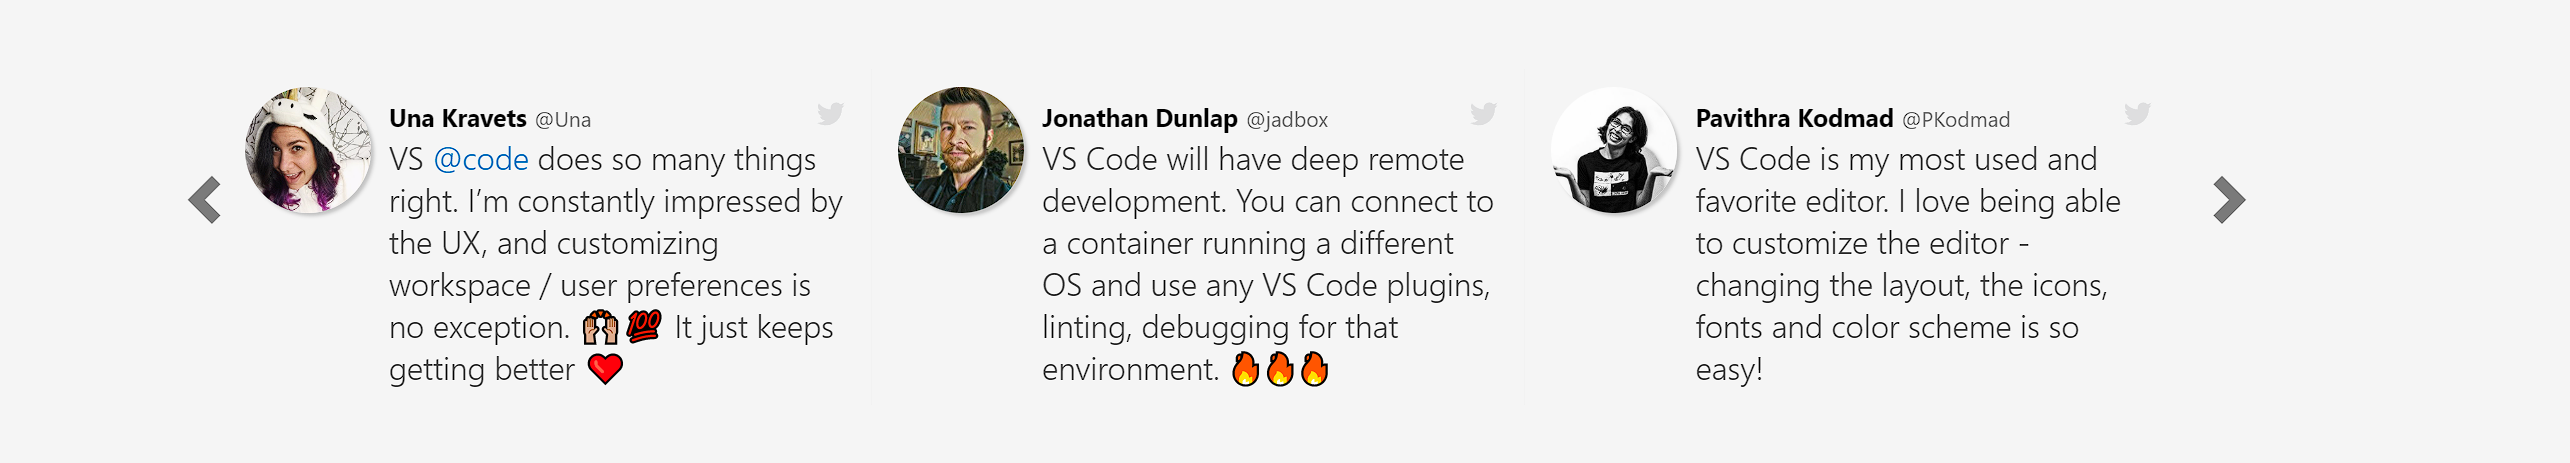 Una Kravets @Una
VS @code does so many things
right. I’m constantly impressed by
the UX, and customizing
workspace / user preferences is
no exception. 🙌🏽💯 It just keeps
getting better ❤️
Jonathan Dunlap @jadbox
VS Code will have deep remote
development. You can connect to
a container running a different
OS and use any VS Code plugins,
linting, debugging for that
environment. 🔥🔥🔥
Pavithra Kodmad @PKodmad
VS Code is my most used and
favorite editor. I love being able
to customize the editor -
changing the layout, the icons,
fonts and color scheme is so
easy!